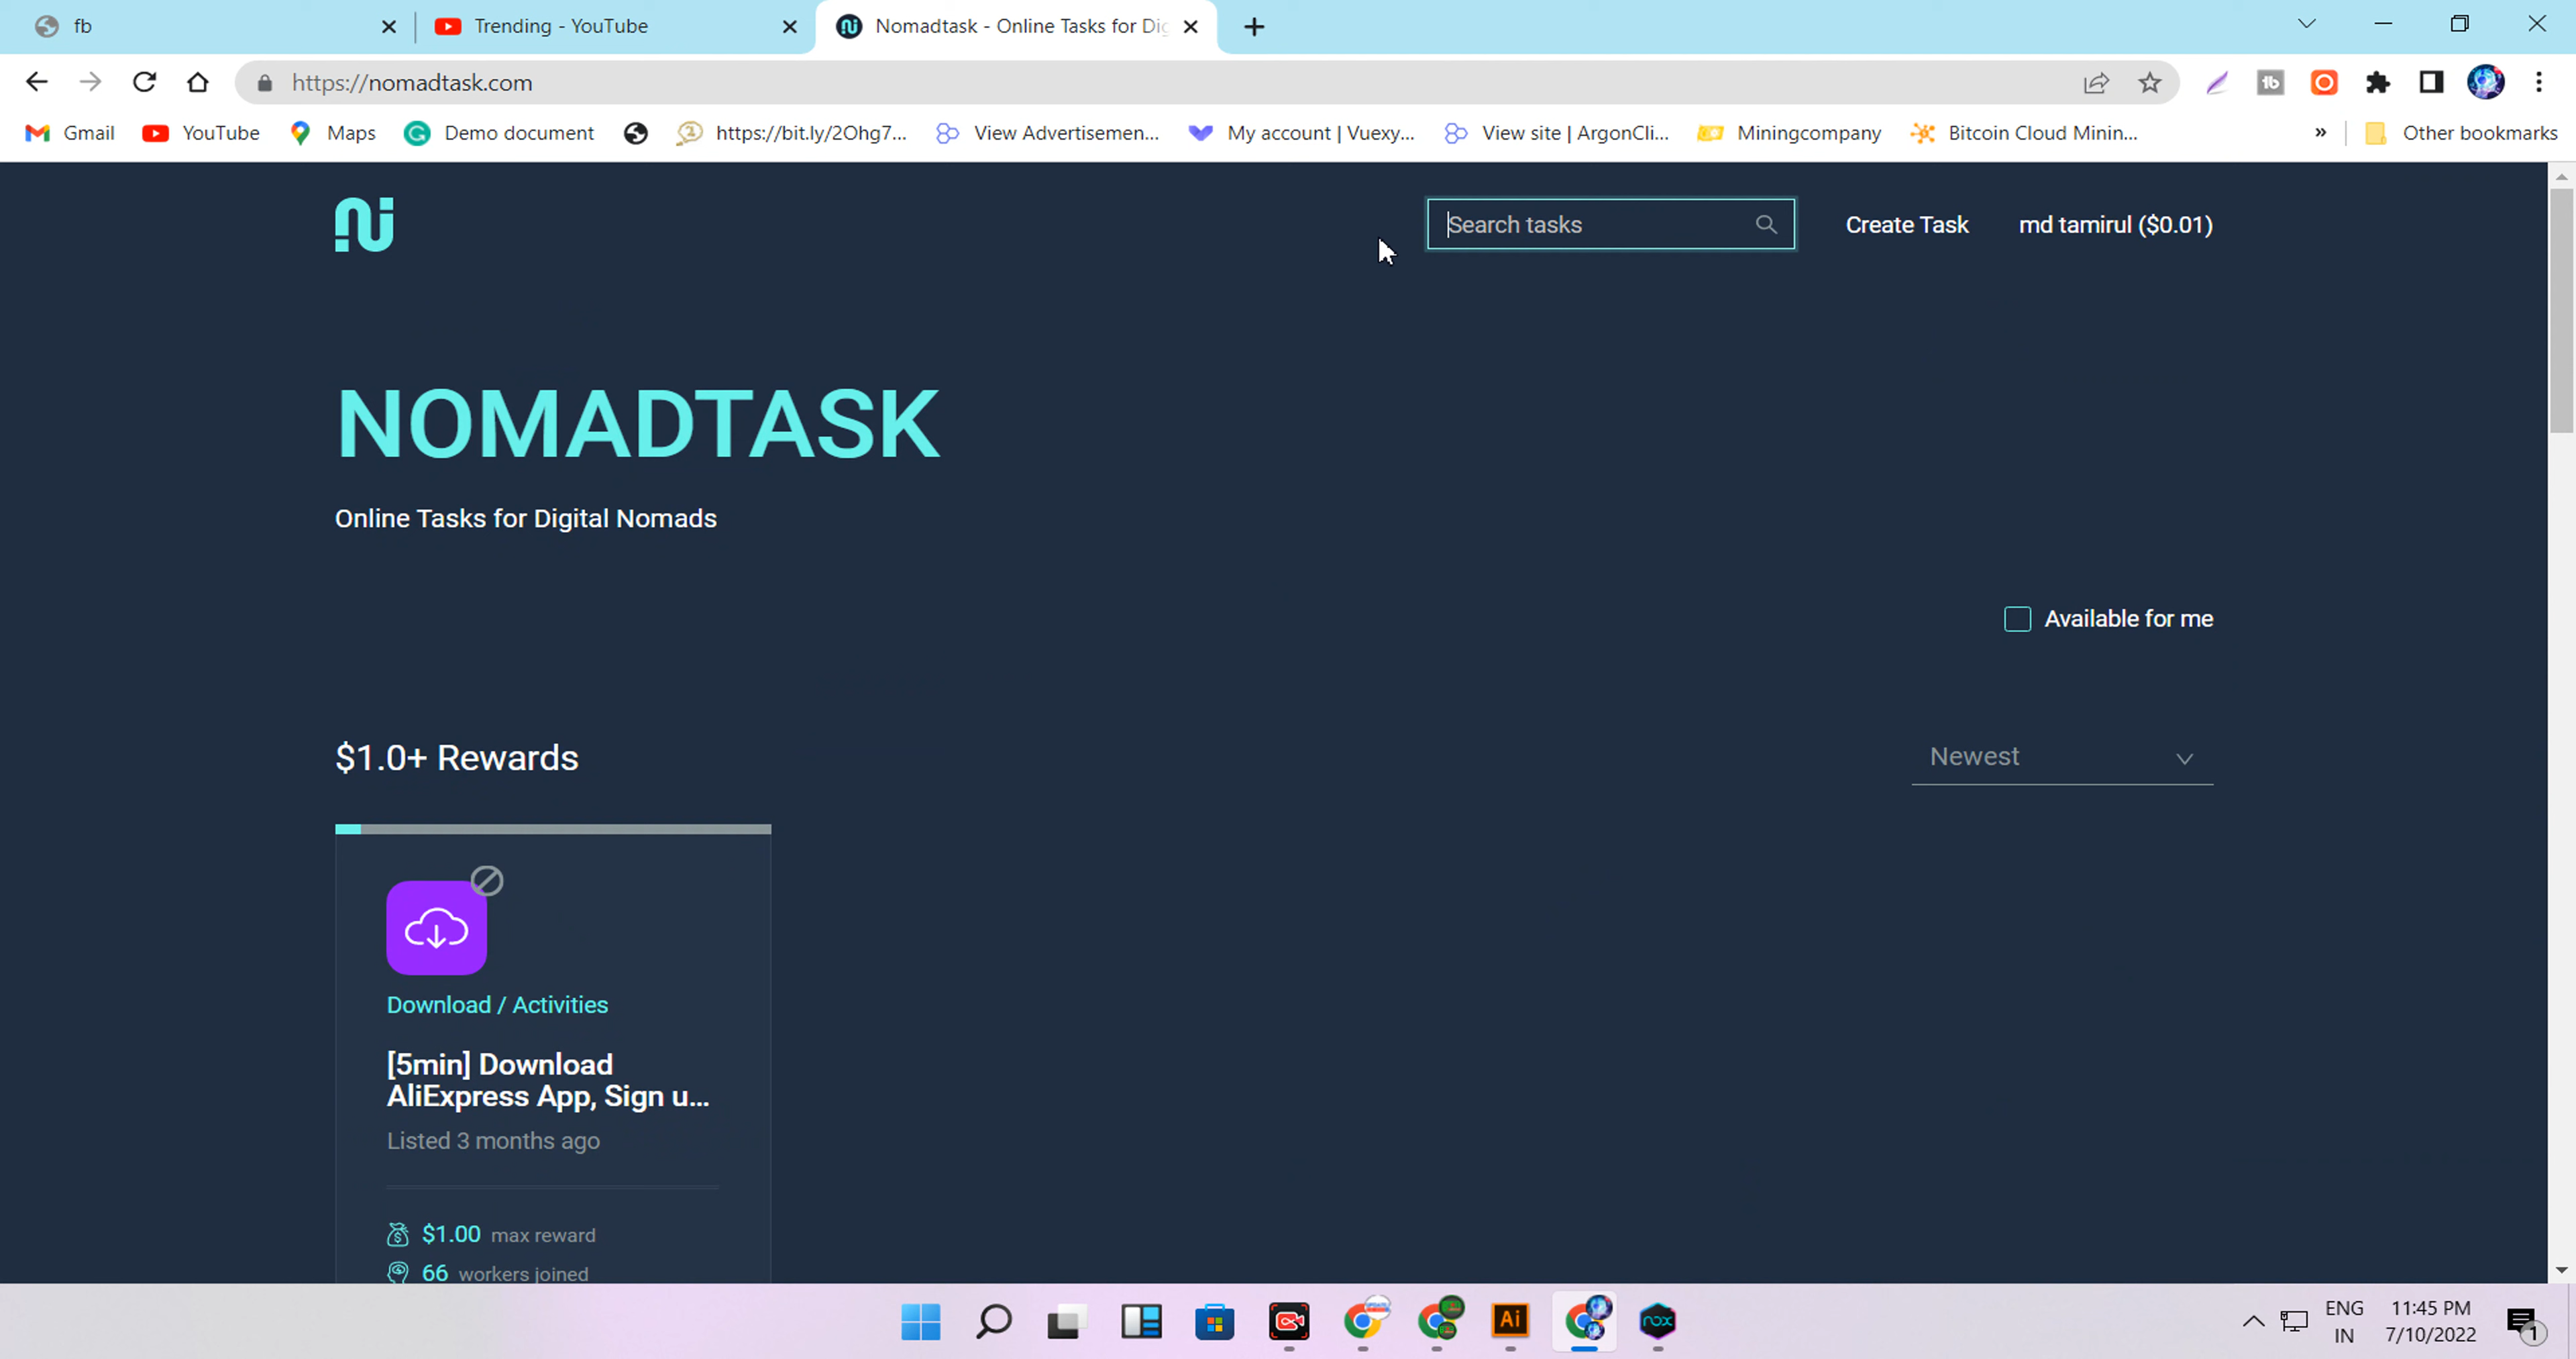 fb
Trending - YouTube
Nomadtask - Online Tasks for Dig
https://nomadtask.com
Gmail
YouTube
Maps
Demo document
https://bit.ly/2Ohg7...
View Advertisemen...
My account | Vuexy...
View site | ArgonCli...
Miningcompany
Bitcoin Cloud Minin...
»
Other bookmarks
Search tasks
Create Task
md tamirul ($0.01)
NOMADTASK
Online Tasks for Digital Nomads
Available for me
$1.0+ Rewards
Newest
Download / Activities
[5min] Download
AliExpress App, Sign u...
Listed 3 months ago
$1.00 max reward
66 workers joined
Ai
nox
ENG
IN
11:45 PM
7/10/2022
1